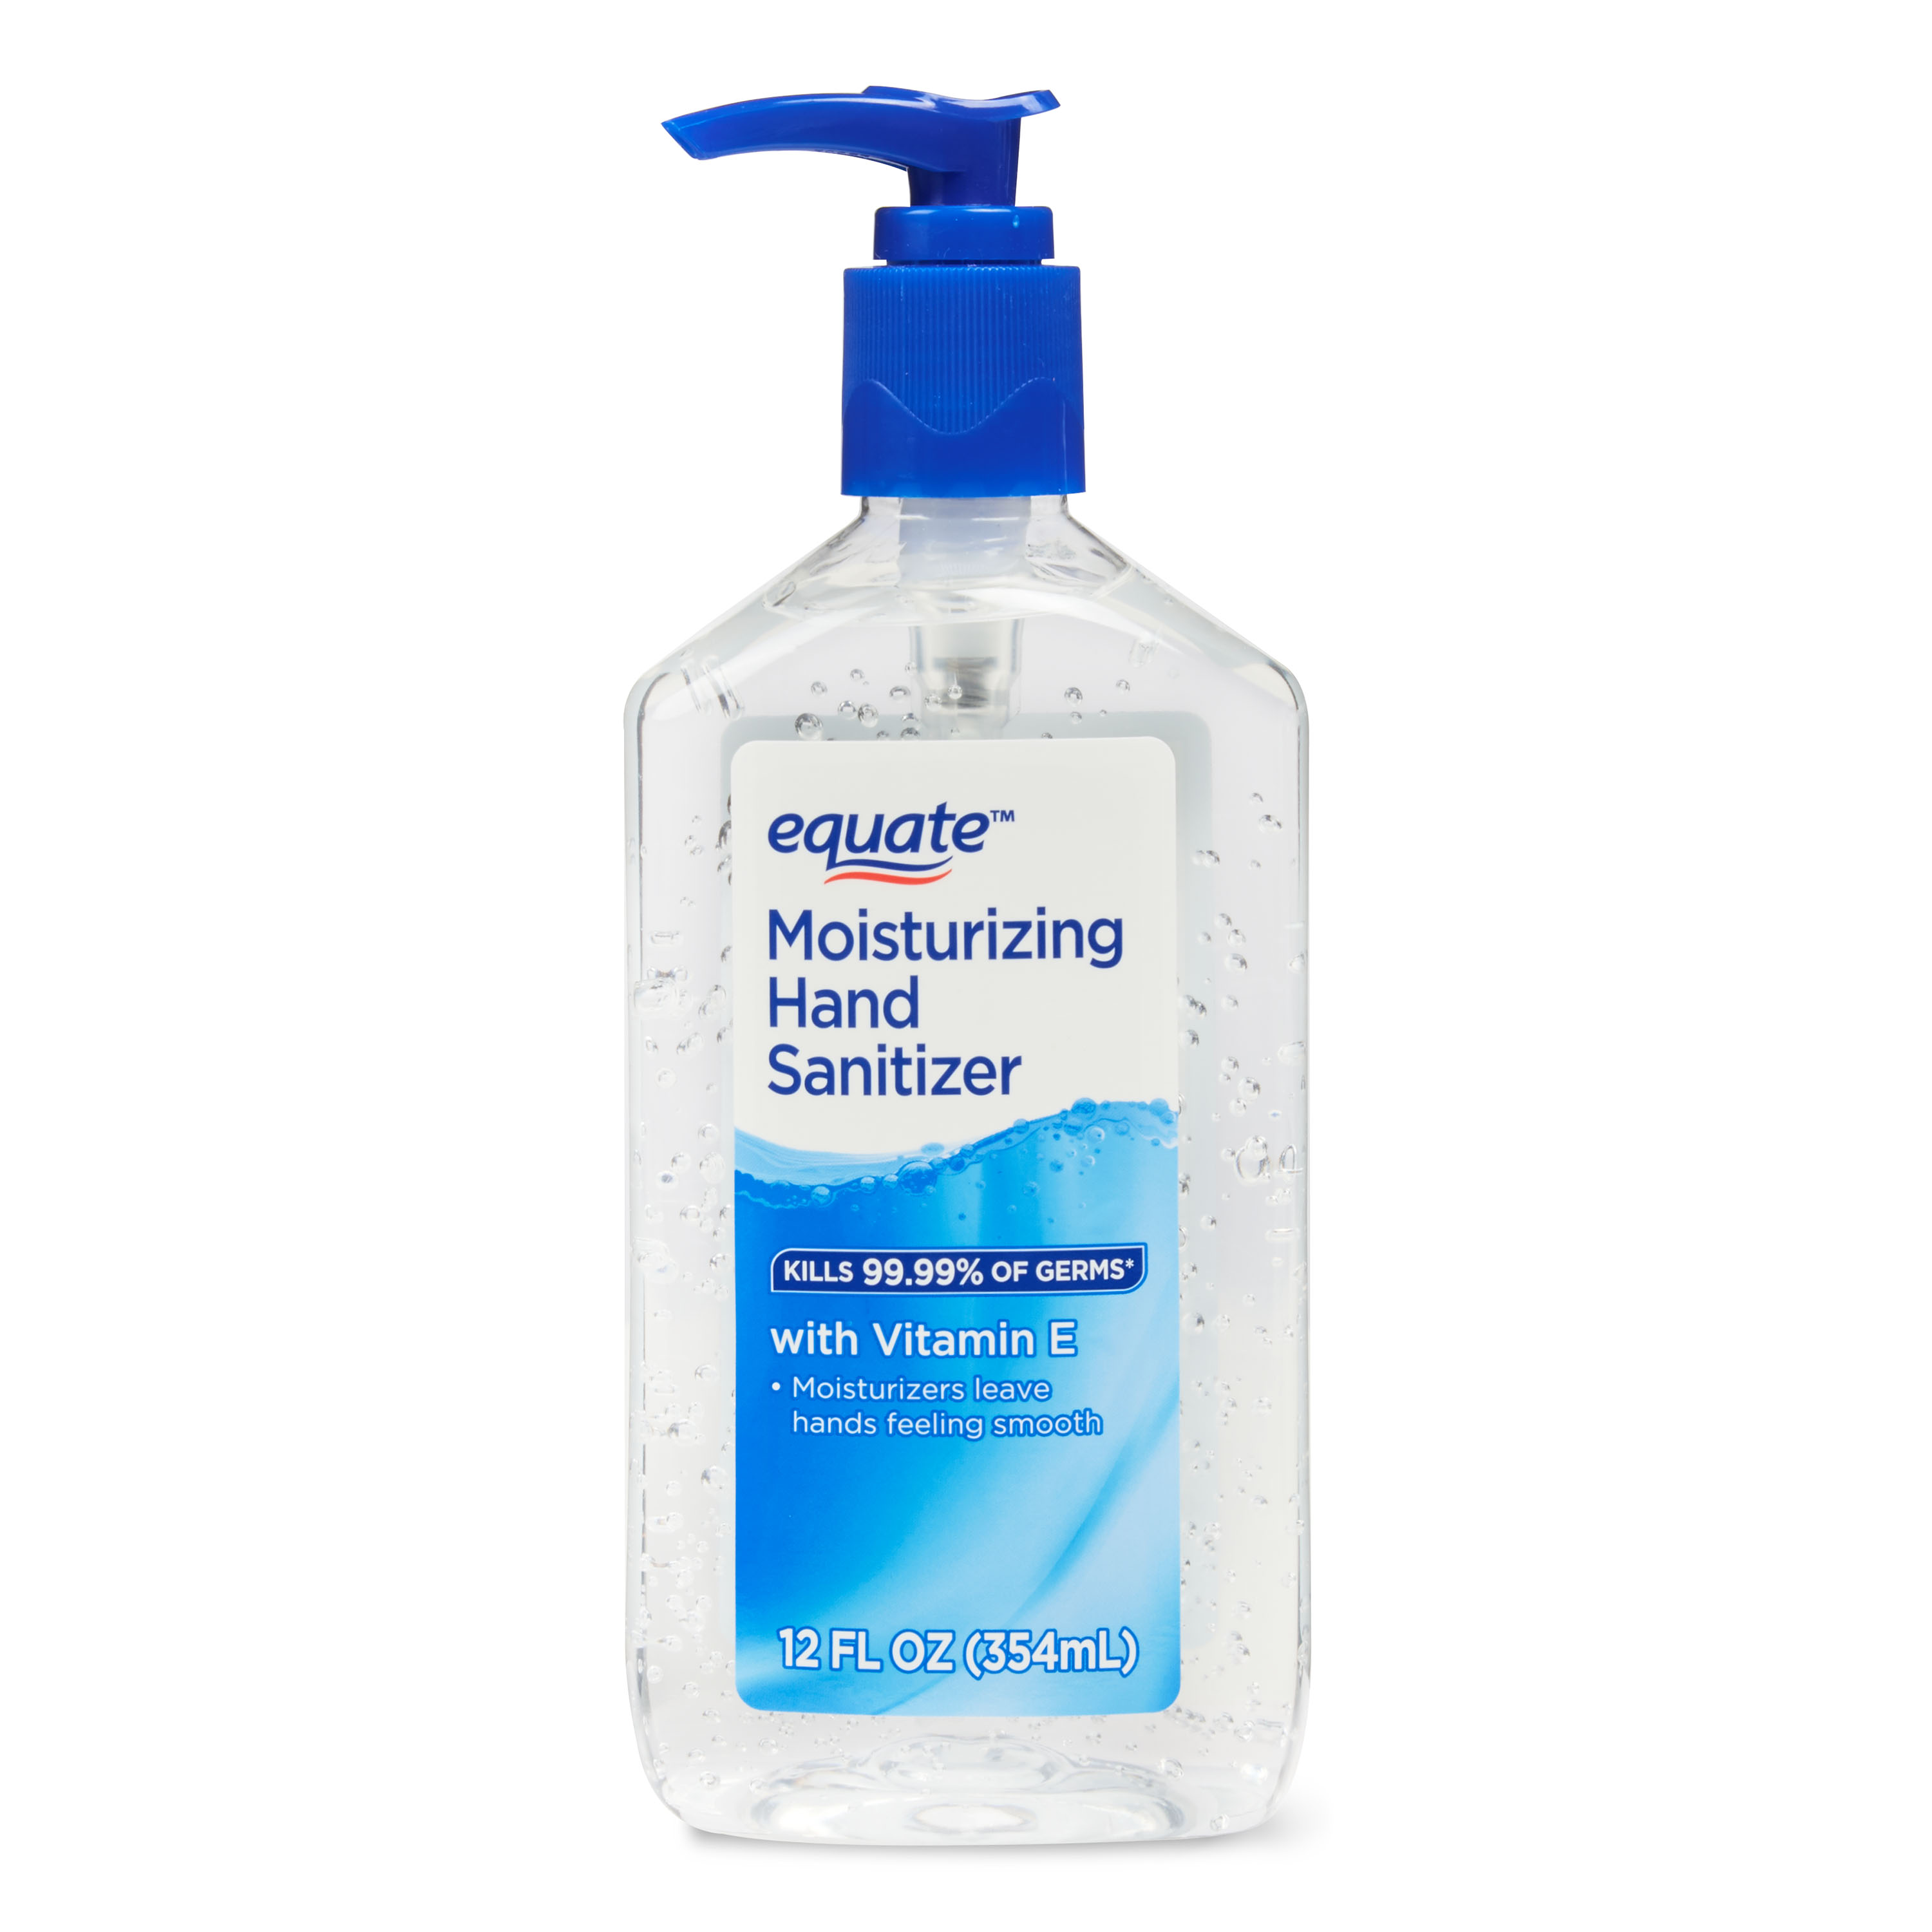 equate™
Moisturizing
Hand
Sanitizer
KILLS 99.99% OF GERMS*
with Vitamin E
• Moisturizers leave
hands feeling smooth
12 FL OZ (354mL)